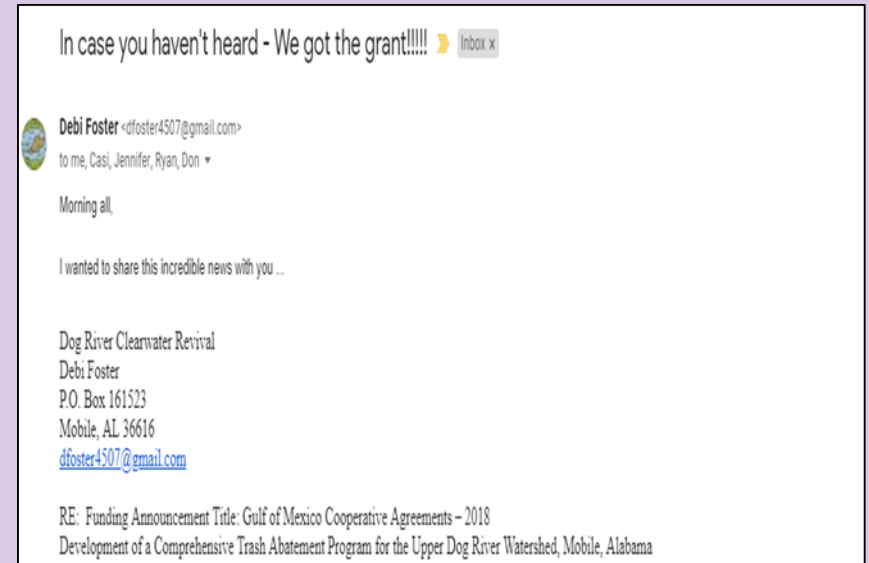 In case you haven't heard - We got the grant!!!!! Inbox x
Debi Foster <dfoster4507@gmail.com>
to me, Casi, Jennifer, Ryan, Don
Morning all,
I wanted to share this incredible news with you ...
Dog River Clearwater Revival
Debi Foster
P.O. Box 161523
Mobile, AL 36616
dfoster4507@gmail.com
RE: Funding Announcement Title: Gulf of Mexico Cooperative Agreements – 2018
Development of a Comprehensive Trash Abatement Program for the Upper Dog River Watershed, Mobile, Alabama